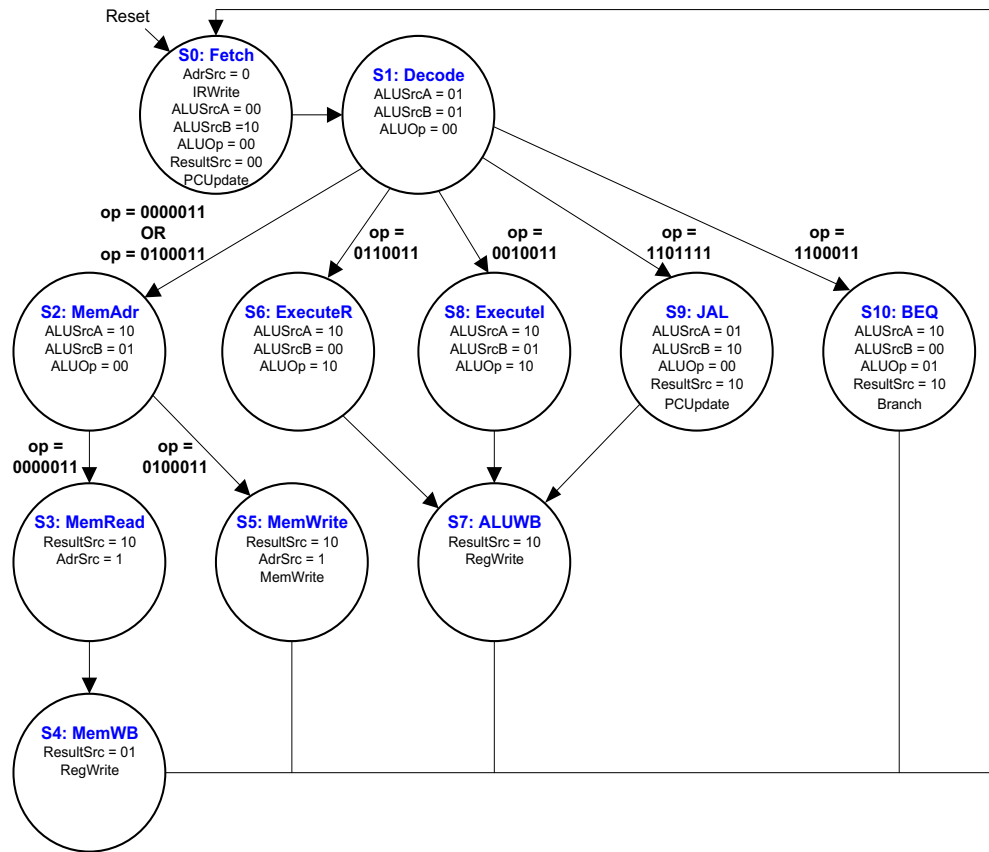 Reset
S0: Fetch
AdrSrc = 0
IRWrite
ALUSrcA = 00
ALUSrcB =10
ALUOp = 00
ResultSrc = 00
PCUpdate
S1: Decode
ALUSrcA = 01
ALUSrcB = 01
ALUOp = 00
op = 0000011
OR
op = 0100011
op =
0110011
op =
0010011
op =
1101111
op =
1100011
S2: MemAdr
ALUSrcA = 10
ALUSrcB = 01
ALUOp = 00
S6: ExecuteR
ALUSrcA = 10
ALUSrcB = 00
ALUOp = 10
S8: ExecuteI
ALUSrcA = 10
ALUSrcB = 01
ALUOp = 10
S9: JAL
ALUSrcA = 01
ALUSrcB = 10
ALUOp = 00
ResultSrc = 10
PCUpdate
S10: BEQ
ALUSrcA = 10
ALUSrcB = 00
ALUOp = 01
ResultSrc = 10
Branch
op =
0000011
op =
0100011
S3: MemRead
ResultSrc = 10
AdrSrc = 1
S5: MemWrite
ResultSrc = 10
AdrSrc = 1
MemWrite
S7: ALUWB
ResultSrc = 10
RegWrite
S4: MemWB
ResultSrc = 01
RegWrite